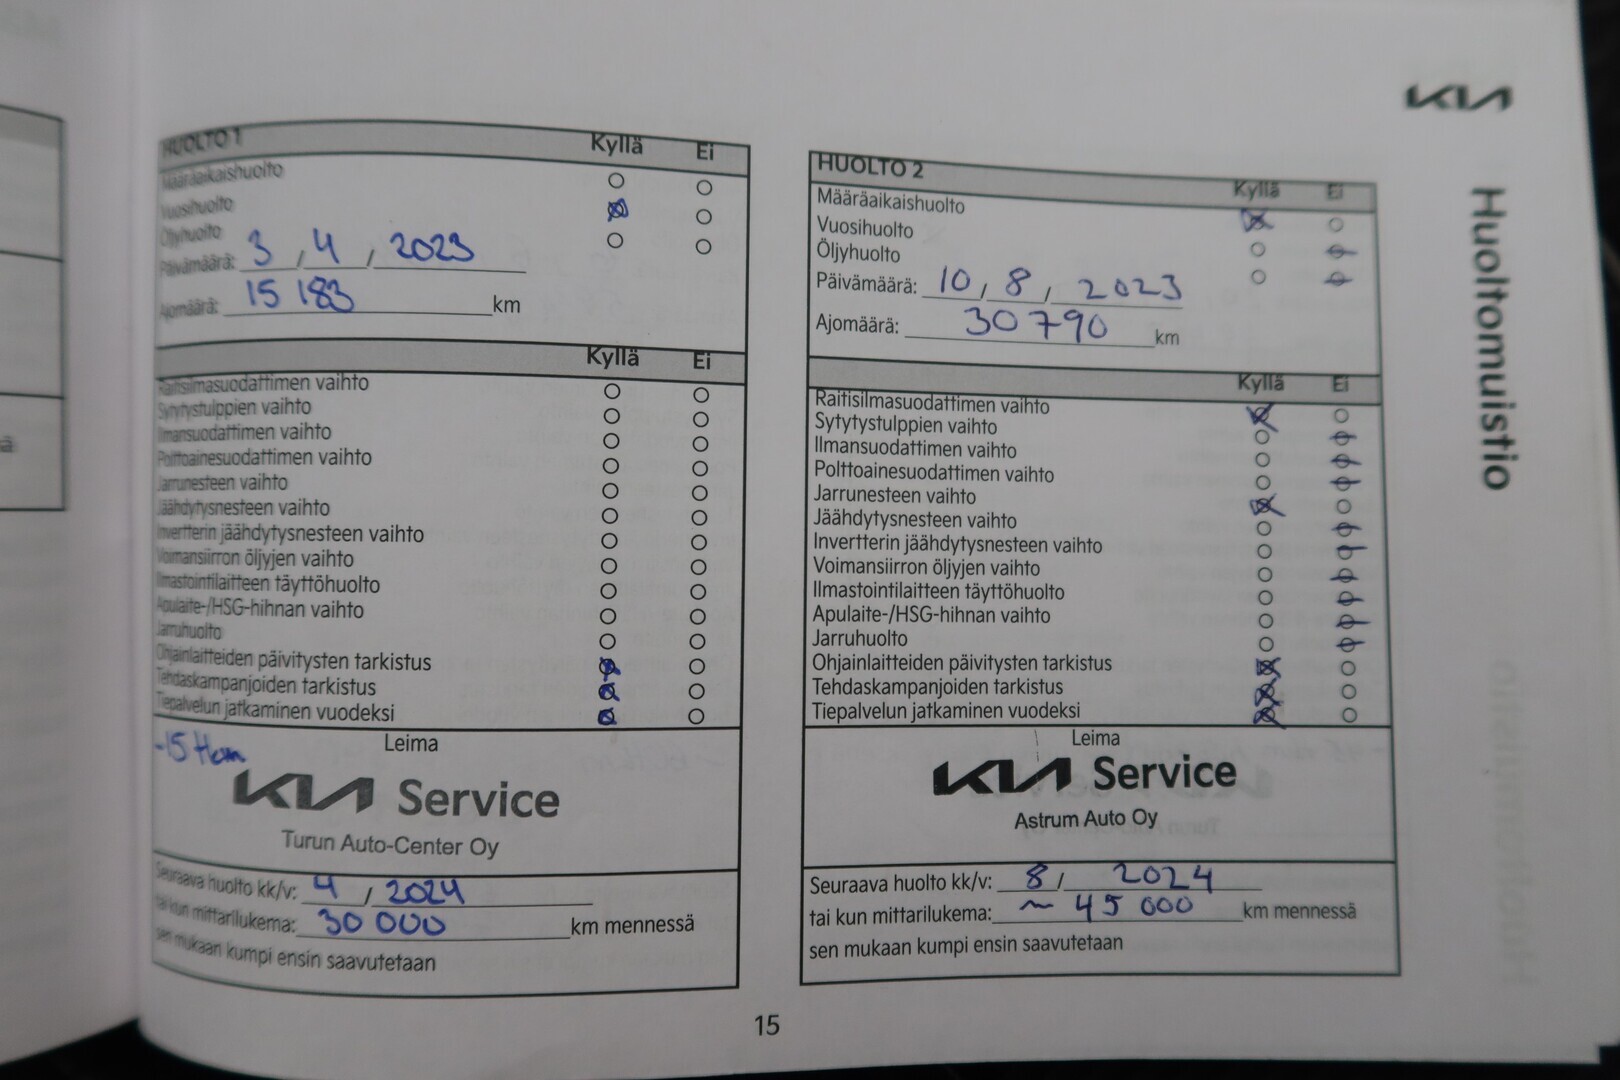 KIA
Huoltomuistio
HUOLTO 1 Kyllä Ei
Määräaikaishuolto
Vuosihuolto
Öljyhuolto
Päivämäärä: 3 / 4 / 2023
Ajomäärä: 15 183 km
Kyllä Ei
Raitisilmasuodattimen vaihto
Sytytystulppien vaihto
Ilmansuodattimen vaihto
Polttoainesuodattimen vaihto
Jarrunesteen vaihto
Jäähdytysnesteen vaihto
Invertterin jäähdytysnesteen vaihto
Voimansiirron öljyjen vaihto
Ilmastointilaitteen täyttöhuolto
Apulaite-/HSG-hihnan vaihto
Jarruhuolto
Ohjainlaitteiden päivitysten tarkistus
Tehdaskampanjoiden tarkistus
Tiepalvelun jatkaminen vuodeksi
Leima
KIA Service
Turun Auto-Center Oy
Seuraava huolto kk/v: 4 / 2024
tai kun mittarilukema: 30 000 km mennessä
sen mukaan kumpi ensin saavutetaan
HUOLTO 2 Kyllä Ei
Määräaikaishuolto
Vuosihuolto
Öljyhuolto
Päivämäärä: 10 / 8 / 2023
Ajomäärä: 30 790 km
Kyllä Ei
Raitisilmasuodattimen vaihto
Sytytystulppien vaihto
Ilmansuodattimen vaihto
Polttoainesuodattimen vaihto
Jarrunesteen vaihto
Jäähdytysnesteen vaihto
Invertterin jäähdytysnesteen vaihto
Voimansiirron öljyjen vaihto
Ilmastointilaitteen täyttöhuolto
Apulaite-/HSG-hihnan vaihto
Jarruhuolto
Ohjainlaitteiden päivitysten tarkistus
Tehdaskampanjoiden tarkistus
Tiepalvelun jatkaminen vuodeksi
Leima
KIA Service
Astrum Auto Oy
Seuraava huolto kk/v: 8 / 2024
tai kun mittarilukema: ~ 45 000 km mennessä
sen mukaan kumpi ensin saavutetaan
15